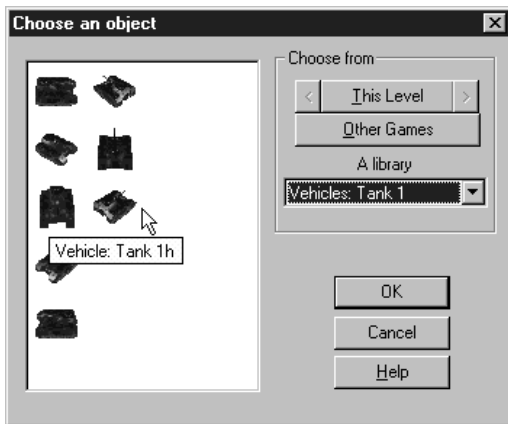 Choose an object
Choose from
< This Level >
Other Games
A library
Vehicles: Tank 1
Vehicle: Tank 1h
OK
Cancel
Help